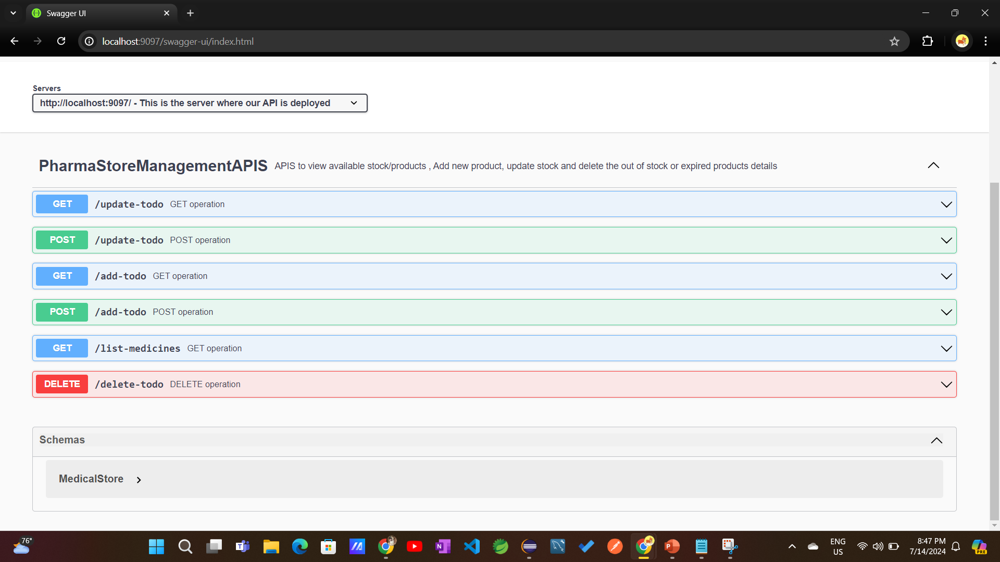 Swagger UI
localhost:9097/swagger-ui/index.html
Servers
http://localhost:9097/ - This is the server where our API is deployed
PharmaStoreManagementAPIS APIS to view available stock/products , Add new product, update stock and delete the out of stock or expired products details
GET /update-todo GET operation
POST /update-todo POST operation
GET /add-todo GET operation
POST /add-todo POST operation
GET /list-medicines GET operation
DELETE /delete-todo DELETE operation
Schemas
MedicalStore
76°
ENG
US
8:47 PM
7/14/2024
PRE